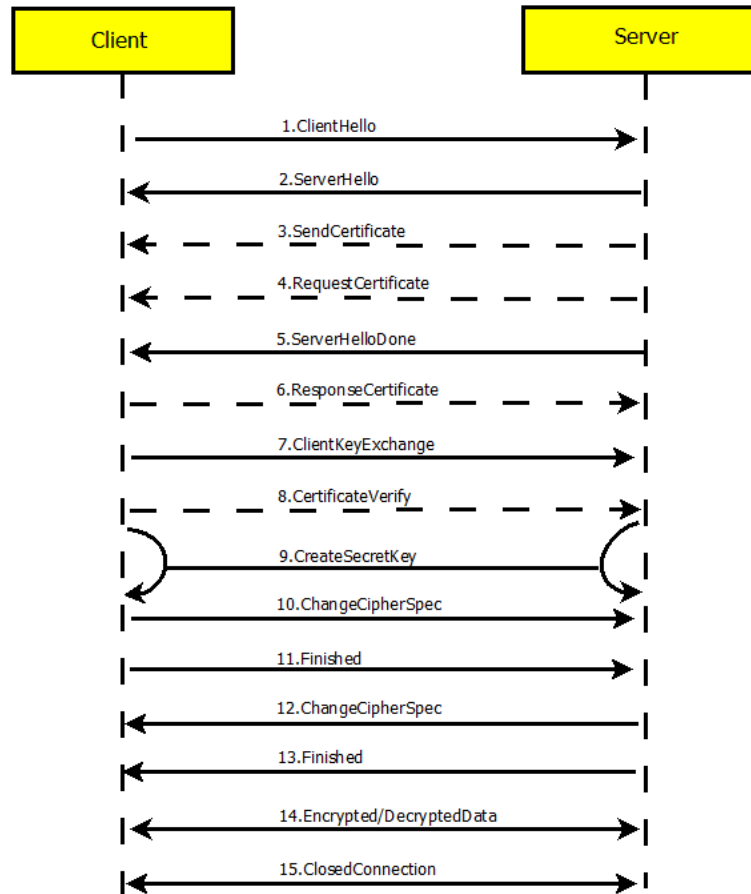 Client
Server
1.ClientHello
2.ServerHello
3.SendCertificate
4.RequestCertificate
5.ServerHelloDone
6.ResponseCertificate
7.ClientKeyExchange
8.CertificateVerify
9.CreateSecretKey
10.ChangeCipherSpec
11.Finished
12.ChangeCipherSpec
13.Finished
14.Encrypted/DecryptedData
15.ClosedConnection